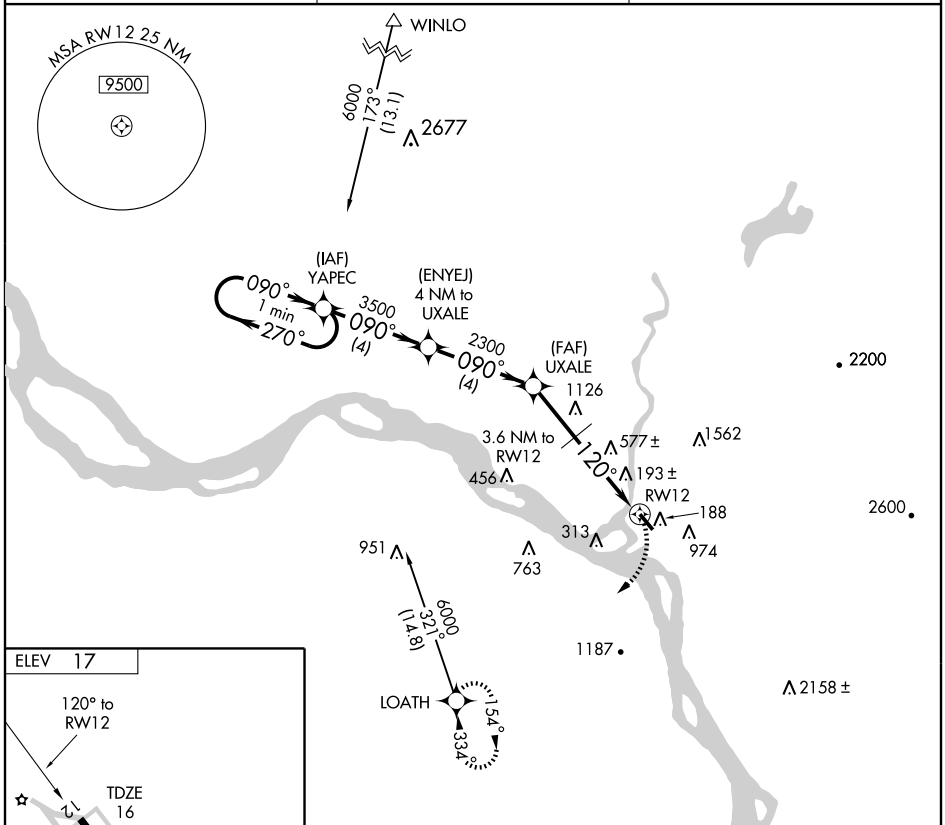 MSA RW12 25 NM
9500
WINLO
6000
173°
(13.1)
2677
(IAF)
YAPEC
090°
1 min
270°
3500
090°
(4)
(ENYEJ)
4 NM to
UXALE
2300
090°
(4)
(FAF)
UXALE
1126
2200
3.6 NM to
RW12
120°
577 ±
1562
456
193 ±
RW12
188
2600
313
974
951
763
6000
321°
(14.8)
1187
LOATH
154°
334°
2158 ±
ELEV 17
120° to
RW12
TDZE
16
12